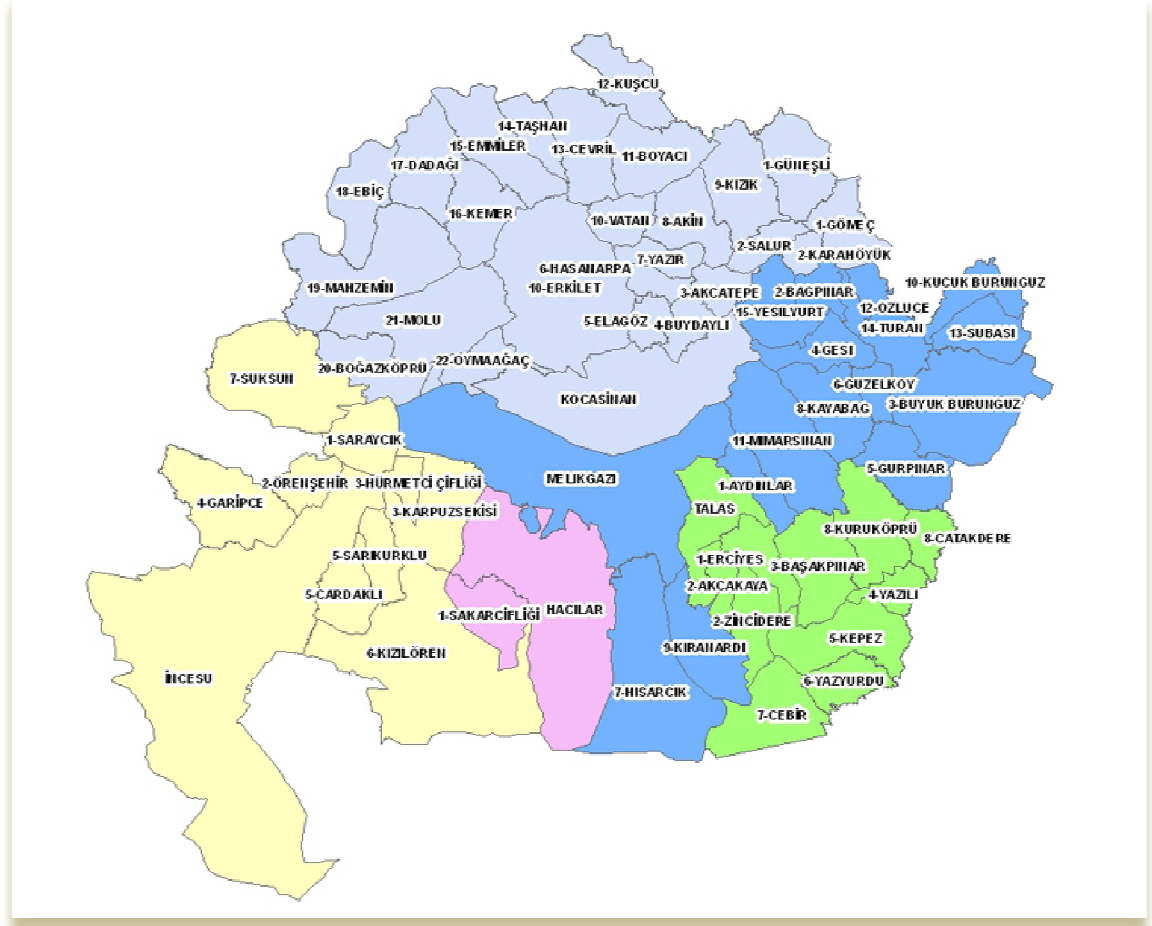 12-KUŞCU
14-TAŞHAN
15-EMMİLER
13-CEVRİL
11-BOYACI
17-DADAĞI
1-GÜNEŞLİ
9-KIZIK
18-EBİÇ
16-KEMER
10-VATAN
8-AKİN
1-GÖMEÇ
2-SALUR
2-KARAHÖYÜK
7-YAZIR
6-HASANARPA
10-ERKİLET
19-MAHZEMİN
3-AKCATEPE
2-BAGPINAR
10-KUCUK BURUNGUZ
12-OZLUCE
15-YESILYURT
21-MOLU
5-ELAGÖZ
4-BUYDAYLI
14-TURAN
13-SUBASI
4-GESI
22-OYMAAĞAÇ
20-BOĞAZKÖPRÜ
7-SUKSUN
6-GUZELKOY
KOCASİNAN
8-KAYABAG
3-BUYUK BURUNGUZ
1-SARAYCIK
11-MIMARSINAN
5-GURPINAR
MELIKGAZI
2-ÖRENŞEHİR
3-HÜRMETCİ ÇİFLİĞİ
1-AYDINLAR
4-GARİPCE
3-KARPUZSEKİSİ
TALAS
8-KURUKÖPRÜ
8-CATAKDERE
5-SARIKURKLU
1-ERCİYES
3-BAŞAKPINAR
2-AKCAKAYA
5-CARDAKLI
4-YAZILI
1-SAKARCİFLİĞİ
HACILAR
2-ZİNCİDERE
5-KEPEZ
9-KIRANARDI
6-KIZILÖREN
İNCESU
6-YAZYURDU
7-HISARCIK
7-CEBİR